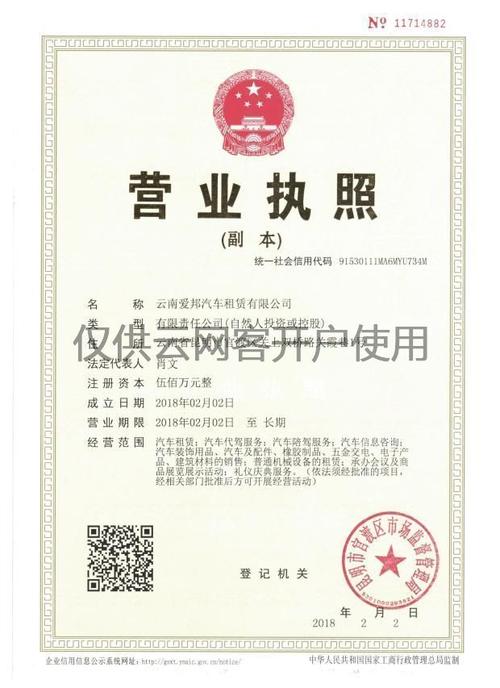 № 11714882
营业执照
(副 本)
统一社会信用代码 91530111MA6MYU734M
名 称 云南爱邦汽车租赁有限公司
类 型 有限责任公司(自然人投资或控股)
住 所 云南省昆明市官渡区关上双桥路关霞巷1号
仅供云网客开户使用
法定代表人 肖文
注册资本 伍佰万元整
成立日期 2018年02月02日
营业期限 2018年02月02日 至 长期
经营范围 汽车租赁；汽车代驾服务；汽车陪驾服务；汽车信息咨询；
汽车装饰用品、汽车及配件、橡胶制品、五金交电、电子产
品、建筑材料的销售；普通机械设备的租赁；承办会议及商
品展览展示活动；礼仪庆典服务。（依法须经批准的项目，
经相关部门批准后方可开展经营活动）
昆明市官渡区市场监督管理局
登记机关
年 月 日
2018 2 2
企业信用信息公示系统网址：http://gsxt.ynaic.gov.cn/notice/
中华人民共和国国家工商行政管理总局监制